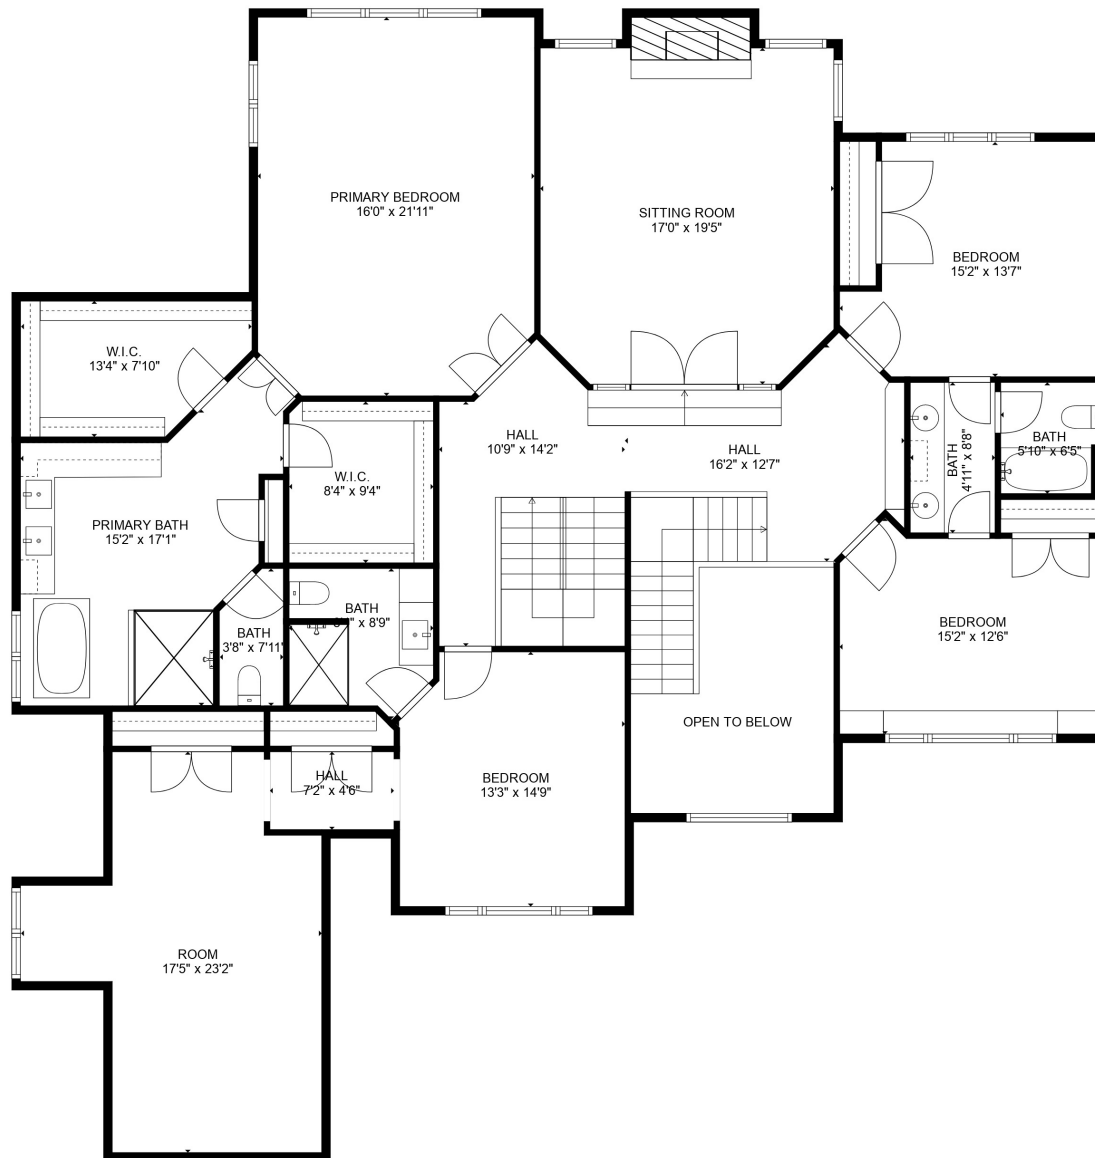 PRIMARY BEDROOM
16'0" x 21'11"
SITTING ROOM
17'0" x 19'5"
BEDROOM
15'2" x 13'7"
W.I.C.
13'4" x 7'10"
HALL
10'9" x 14'2"
HALL
16'2" x 12'7"
BATH
4'11" x 8'8"
BATH
5'10" x 6'5"
W.I.C.
8'4" x 9'4"
PRIMARY BATH
15'2" x 17'1"
BATH
x 8'9"
BATH
3'8" x 7'11"
BEDROOM
15'2" x 12'6"
OPEN TO BELOW
HALL
7'2" x 4'6"
BEDROOM
13'3" x 14'9"
ROOM
17'5" x 23'2"